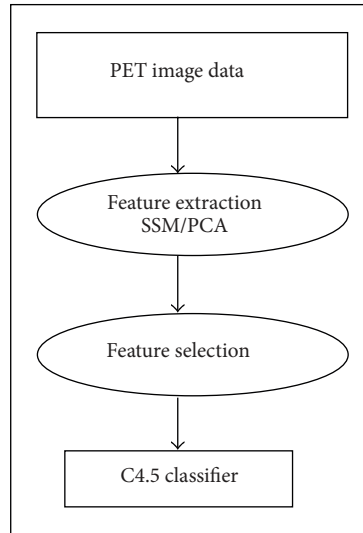 PET image data
Feature extraction
SSM/PCA
Feature selection
C4.5 classifier